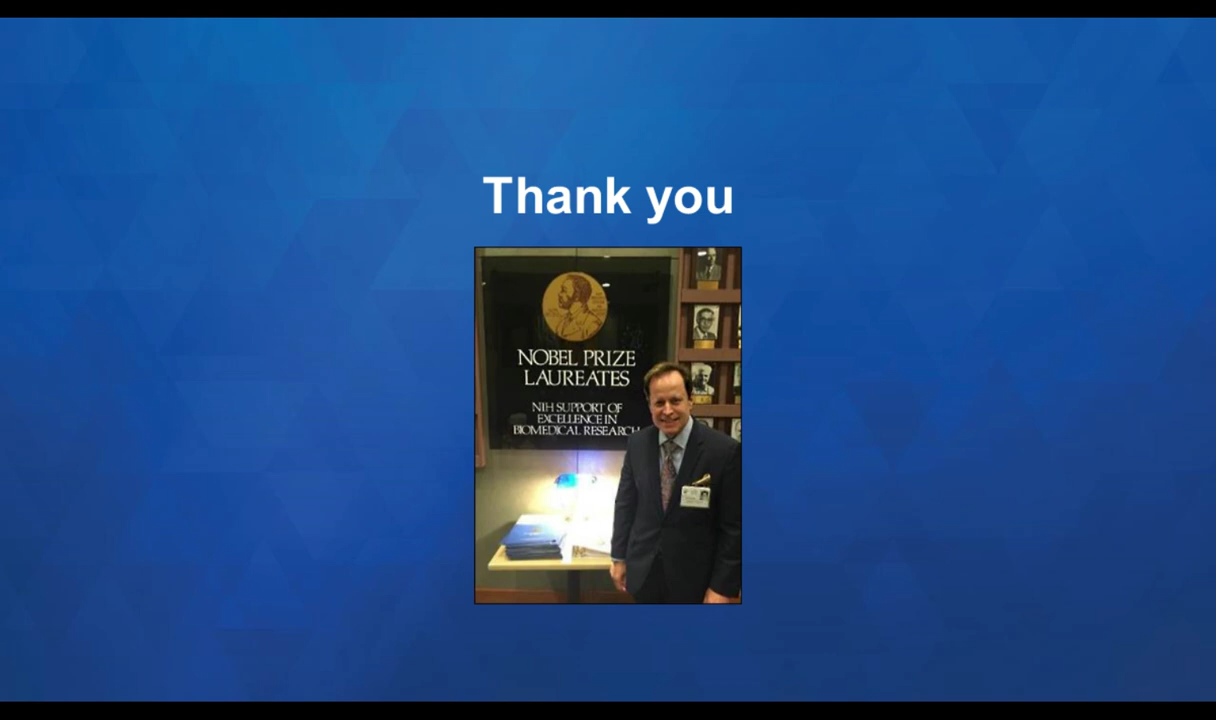 Thank you
NOBEL PRIZE
LAUREATES
NIH SUPPORT OF
EXCELLENCE IN
BIOMEDICAL RESEARCH